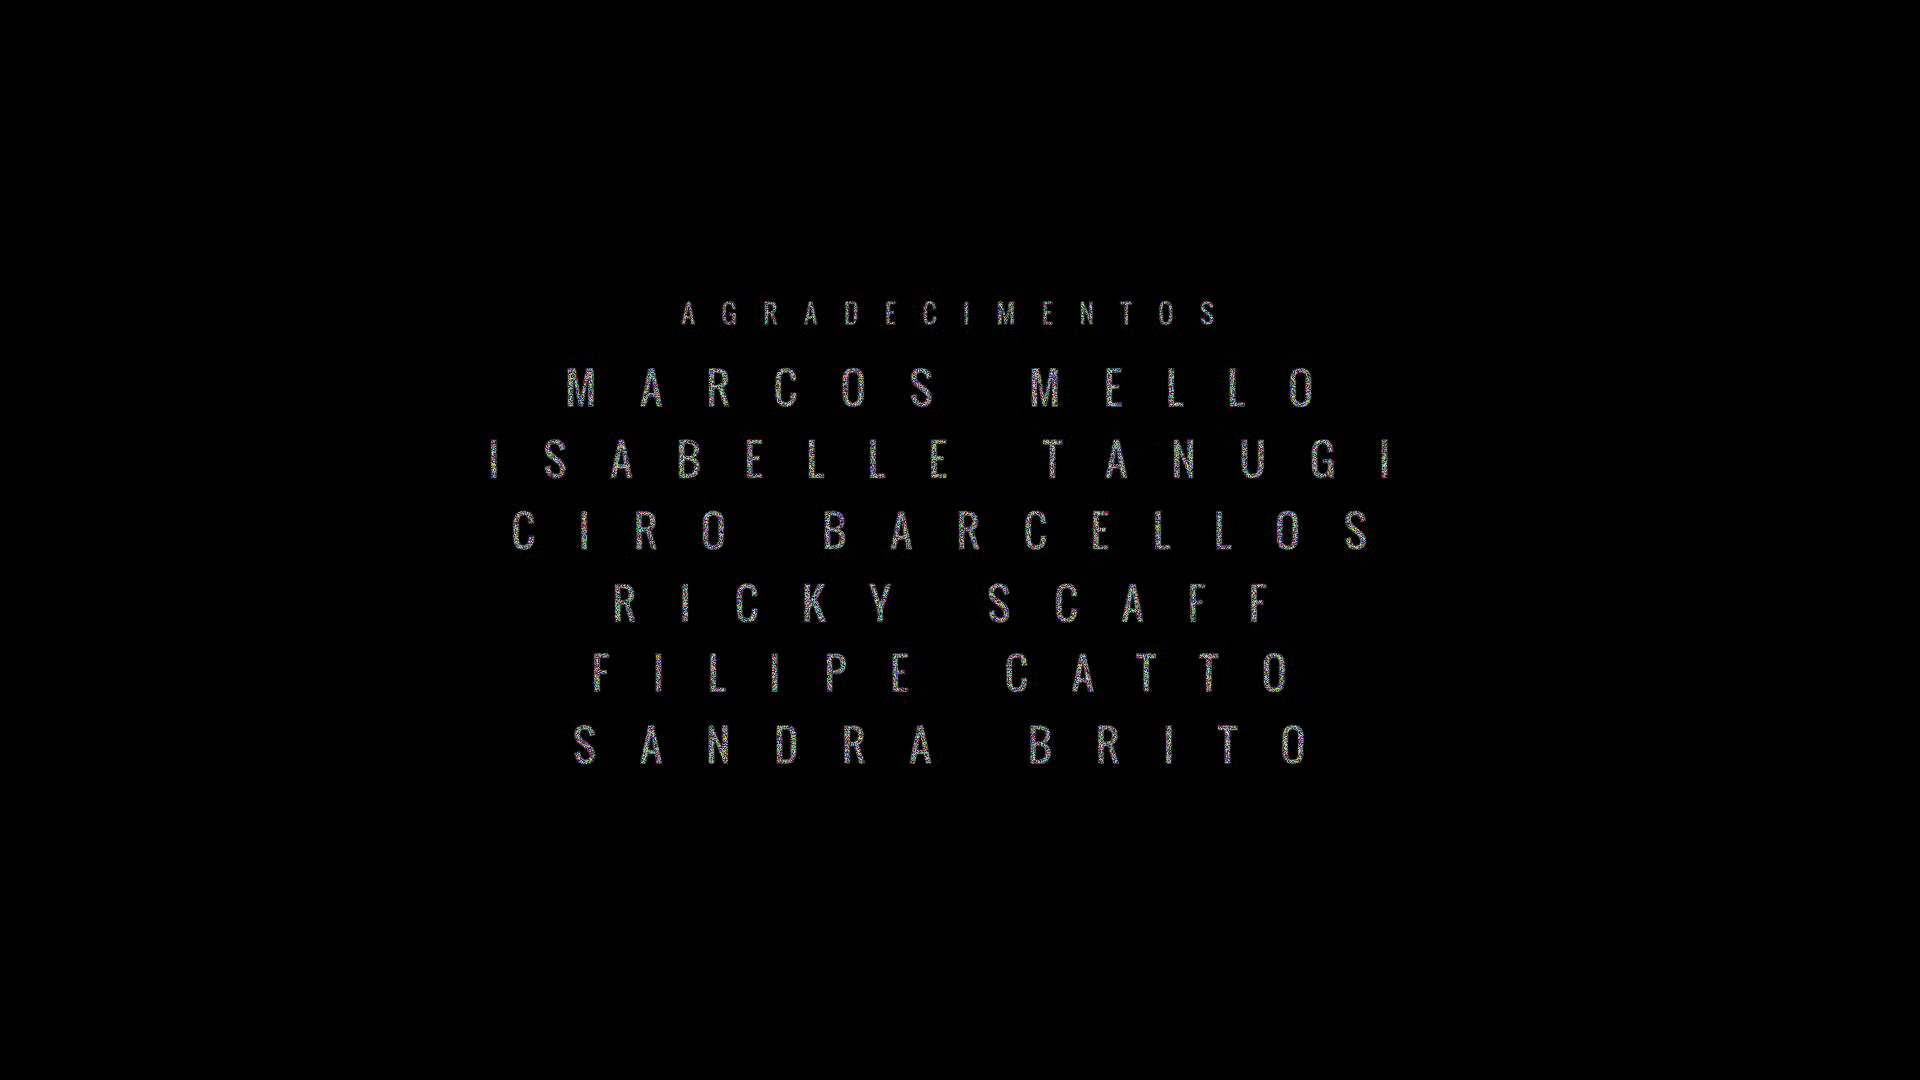 AGRADECIMENTOS
MARCOS MELLO
ISABELLE TANUGI
CIRO BARCELLOS
RICKY SCAFF
FILIPE CATTO
SANDRA BRITO